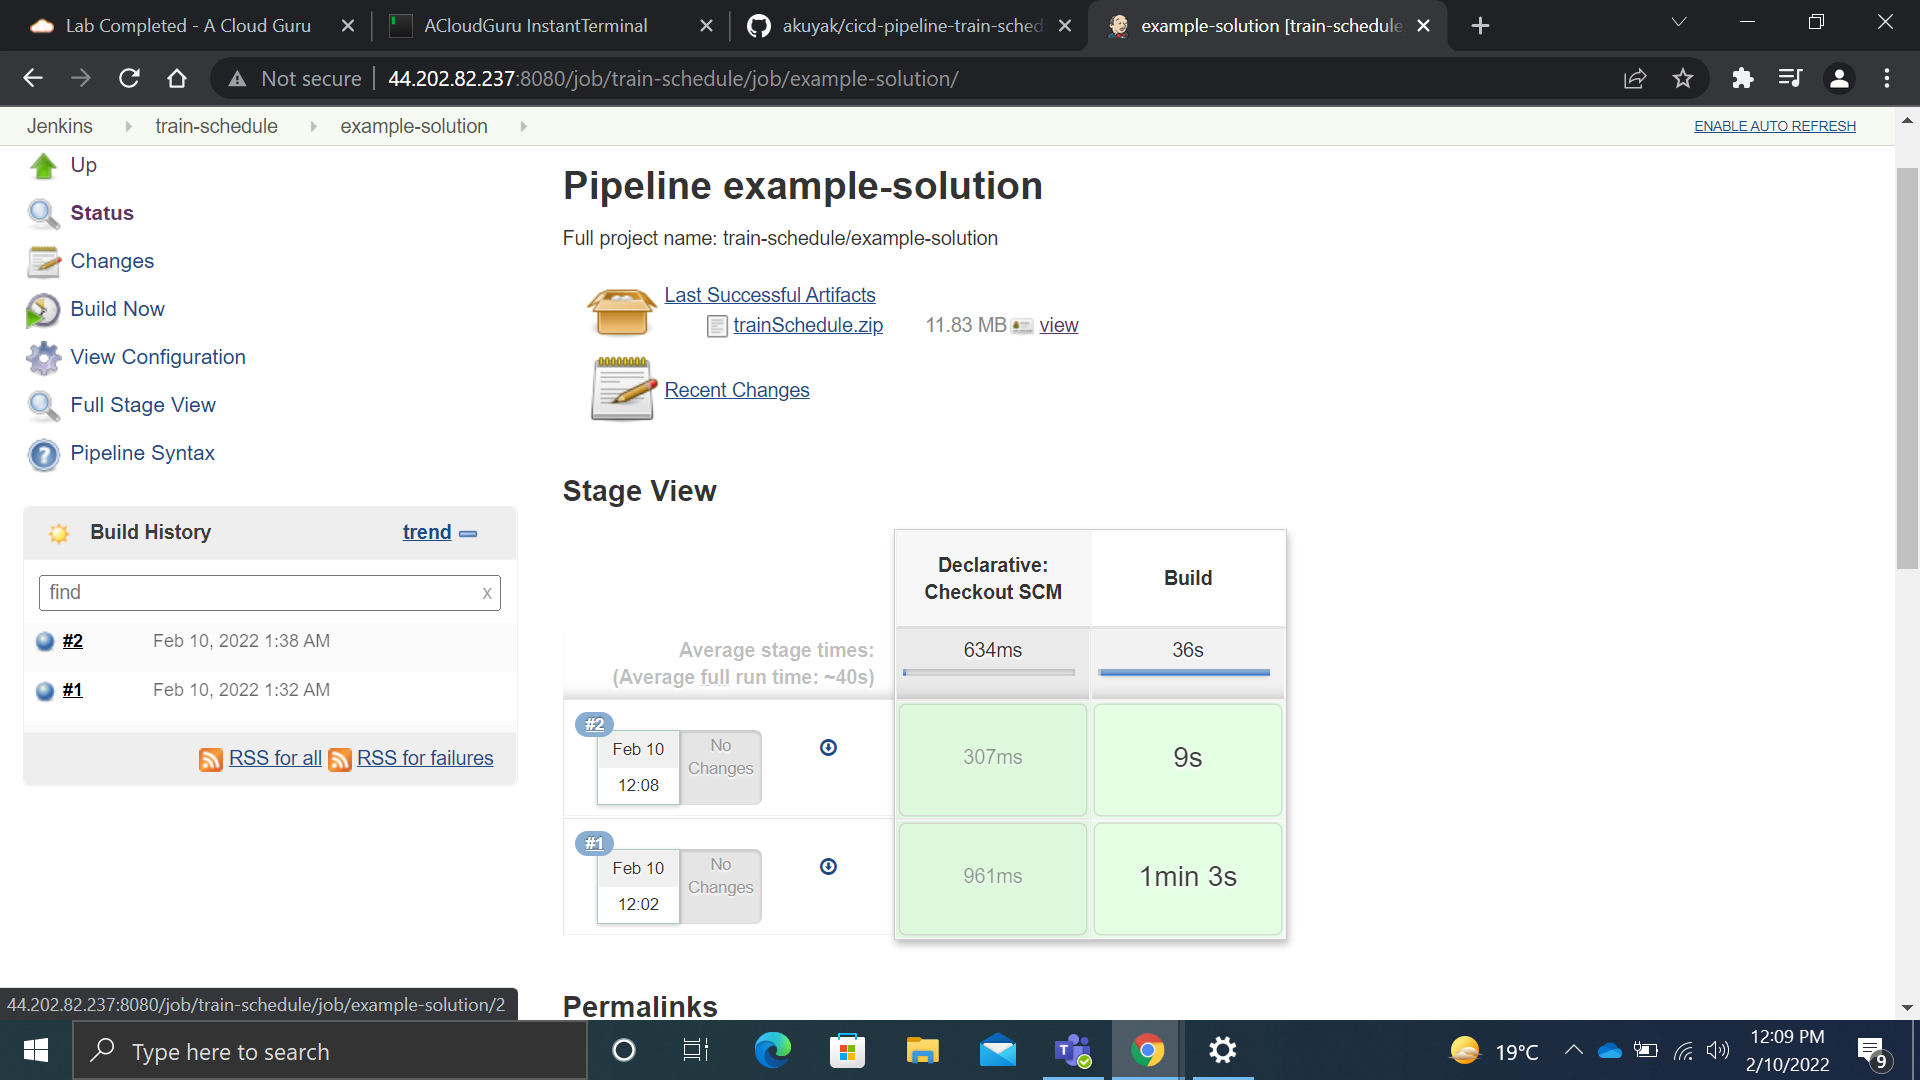 Lab Completed - A Cloud Guru
ACloudGuru InstantTerminal
akuyak/cicd-pipeline-train-sched
example-solution [train-schedule
Not secure
44.202.82.237:8080/job/train-schedule/job/example-solution/
Jenkins
train-schedule
example-solution
ENABLE AUTO REFRESH
Up
Status
Changes
Build Now
View Configuration
Full Stage View
Pipeline Syntax
Build History
trend
find
x
#2
Feb 10, 2022 1:38 AM
#1
Feb 10, 2022 1:32 AM
RSS for all
RSS for failures
Pipeline example-solution
Full project name: train-schedule/example-solution
Last Successful Artifacts
trainSchedule.zip
11.83 MB
view
Recent Changes
Stage View
Declarative:
Checkout SCM
Build
Average stage times:
(Average full run time: ~40s)
634ms
36s
#2
Feb 10
12:08
No
Changes
307ms
9s
#1
Feb 10
12:02
No
Changes
961ms
1min 3s
Permalinks
44.202.82.237:8080/job/train-schedule/job/example-solution/2
Type here to search
19°C
12:09 PM
2/10/2022
9